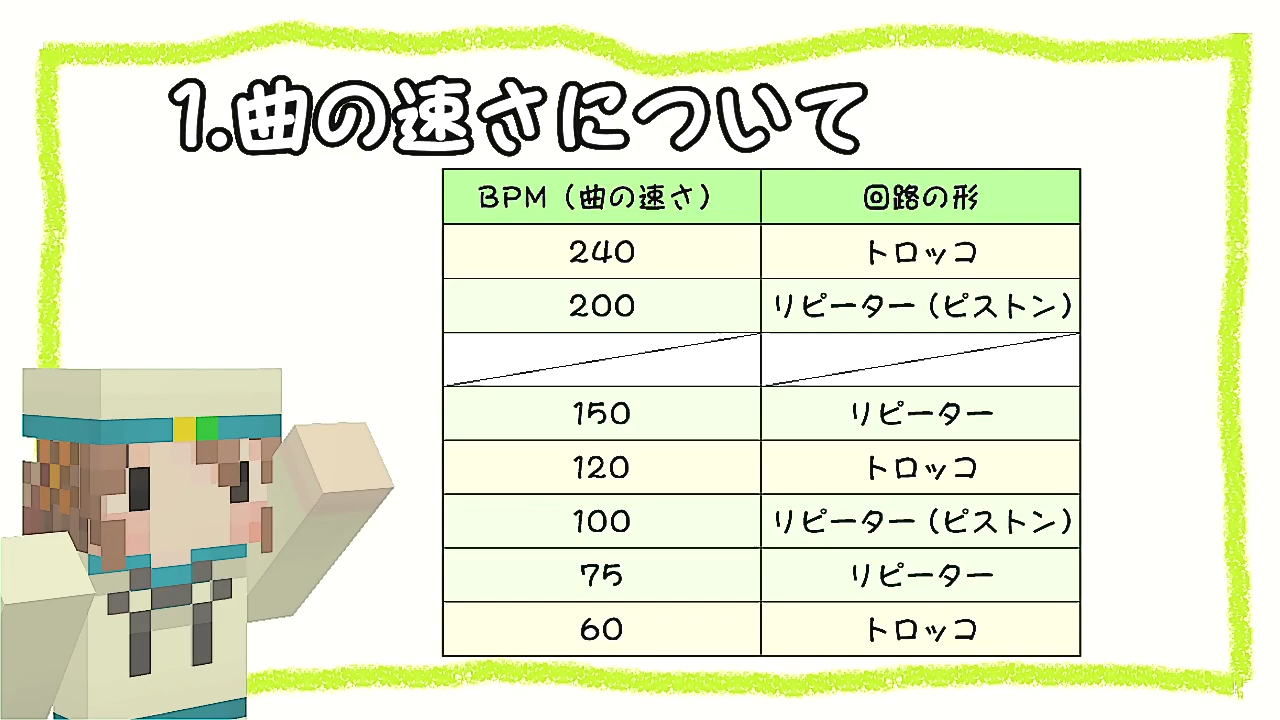 1.曲の速さについて
BPM（曲の速さ） 回路の形
240 トロッコ
200 リピーター（ピストン）
150 リピーター
120 トロッコ
100 リピーター（ピストン）
75 リピーター
60 トロッコ